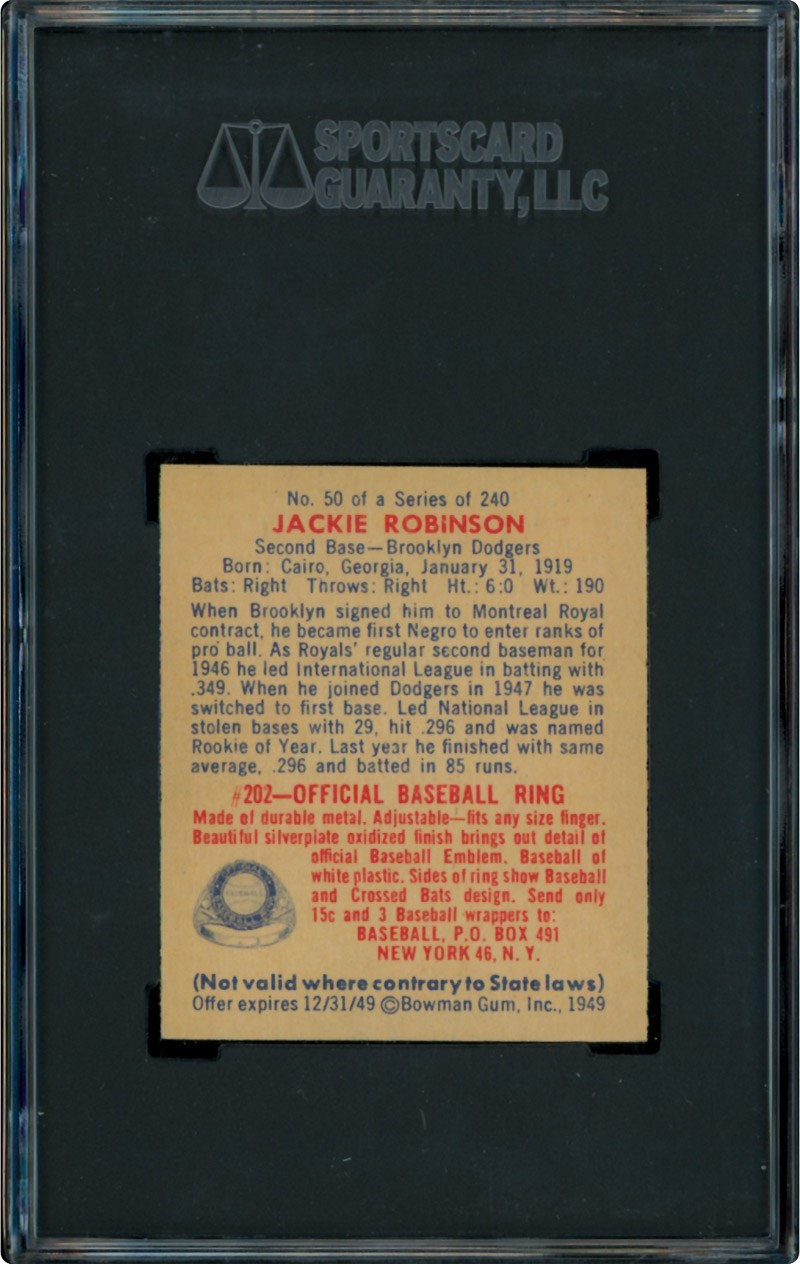 SPORTSCARD
GUARANTY, LLC
No. 50 of a Series of 240
JACKIE ROBINSON
Second Base—Brooklyn Dodgers
Born: Cairo, Georgia, January 31, 1919
Bats: Right Throws: Right Ht.: 6:0 Wt.: 190
When Brooklyn signed him to Montreal Royal
contract, he became first Negro to enter ranks of
pro ball. As Royals' regular second baseman for
1946 he led International League in batting with
.349. When he joined Dodgers in 1947 he was
switched to first base. Led National League in
stolen bases with 29, hit .296 and was named
Rookie of Year. Last year he finished with same
average, .296 and batted in 85 runs.
#202—OFFICIAL BASEBALL RING
Made of durable metal. Adjustable—fits any size finger.
Beautiful silverplate oxidized finish brings out detail of
official Baseball Emblem. Baseball of
white plastic. Sides of ring show Baseball
and Crossed Bats design. Send only
15c and 3 Baseball wrappers to:
BASEBALL, P.O. BOX 491
NEW YORK 46, N. Y.
(Not valid where contrary to State laws)
Offer expires 12/31/49 ©Bowman Gum, Inc., 1949